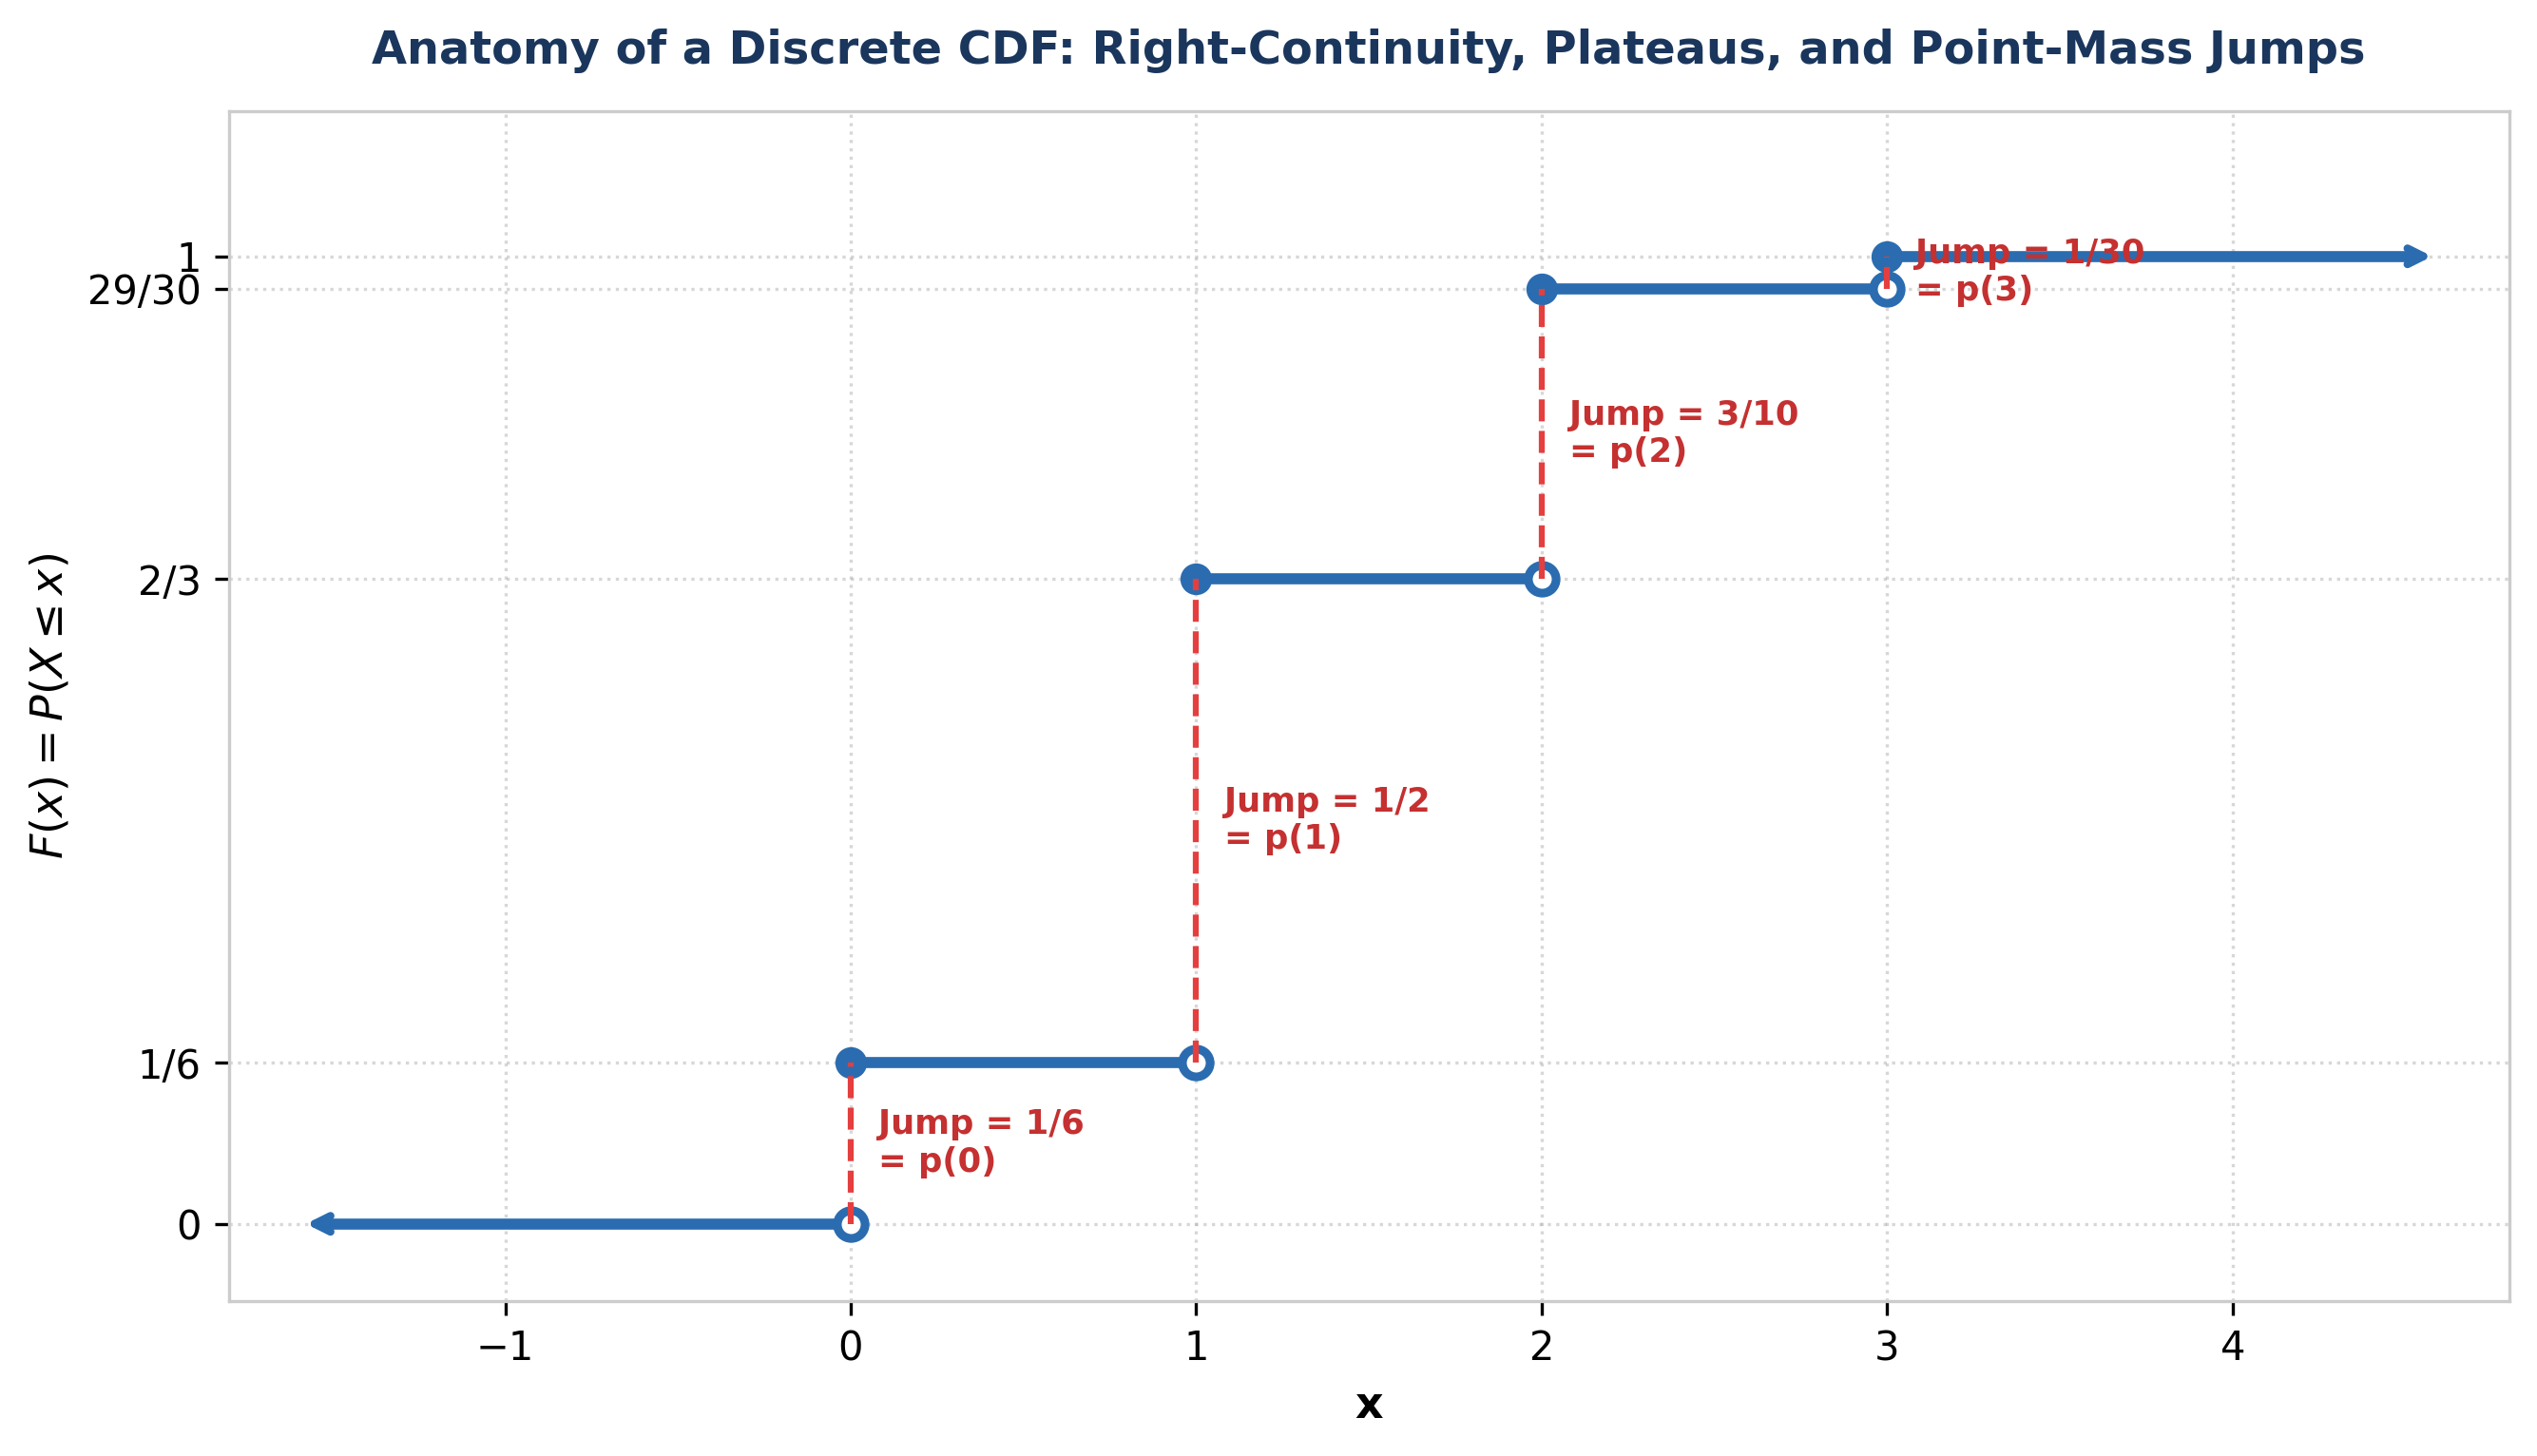 Anatomy of a Discrete CDF: Right-Continuity, Plateaus, and Point-Mass Jumps
F(x) = P(X ≤ x)
1
29/30
2/3
1/6
0
Jump = 1/30
= p(3)
Jump = 3/10
= p(2)
Jump = 1/2
= p(1)
Jump = 1/6
= p(0)
−1
0
1
2
3
4
x